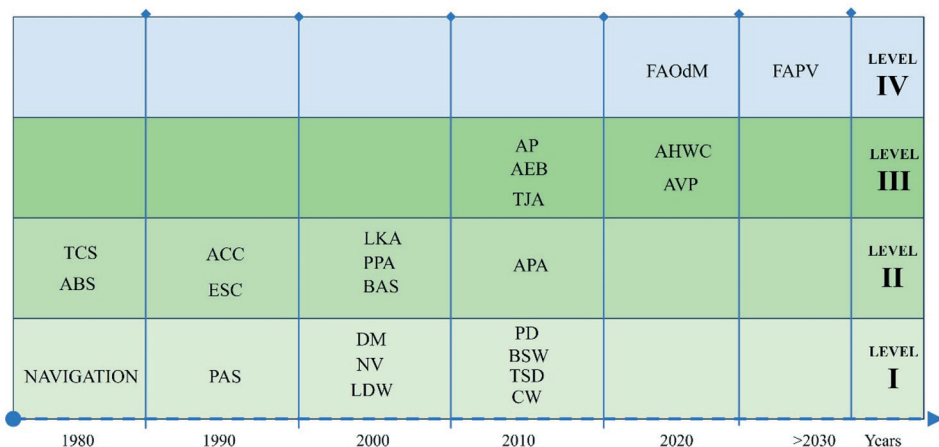 FAOdM FAPV LEVEL IV
AP
AEB
TJA
AHWC
AVP
LEVEL III
TCS
ABS
ACC
ESC
LKA
PPA
BAS
APA
LEVEL II
NAVIGATION
PAS
DM
NV
LDW
PD
BSW
TSD
CW
LEVEL I
1980 1990 2000 2010 2020 >2030 Years